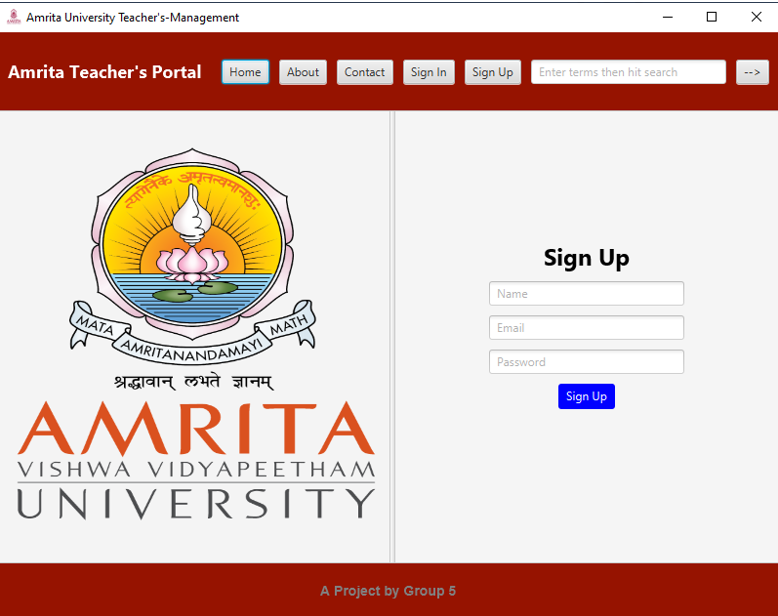 Amrita University Teacher's-Management
Amrita Teacher's Portal Home About Contact Sign In Sign Up Enter terms then hit search -->
त्यागेनैके अमृतत्वमानशुः
MATA AMRITANANDAMAYI MATH
श्रद्धावान् लभते ज्ञानम्
AMRITA
VISHWA VIDYAPEETHAM
UNIVERSITY
Sign Up
Name
Email
Password
Sign Up
A Project by Group 5